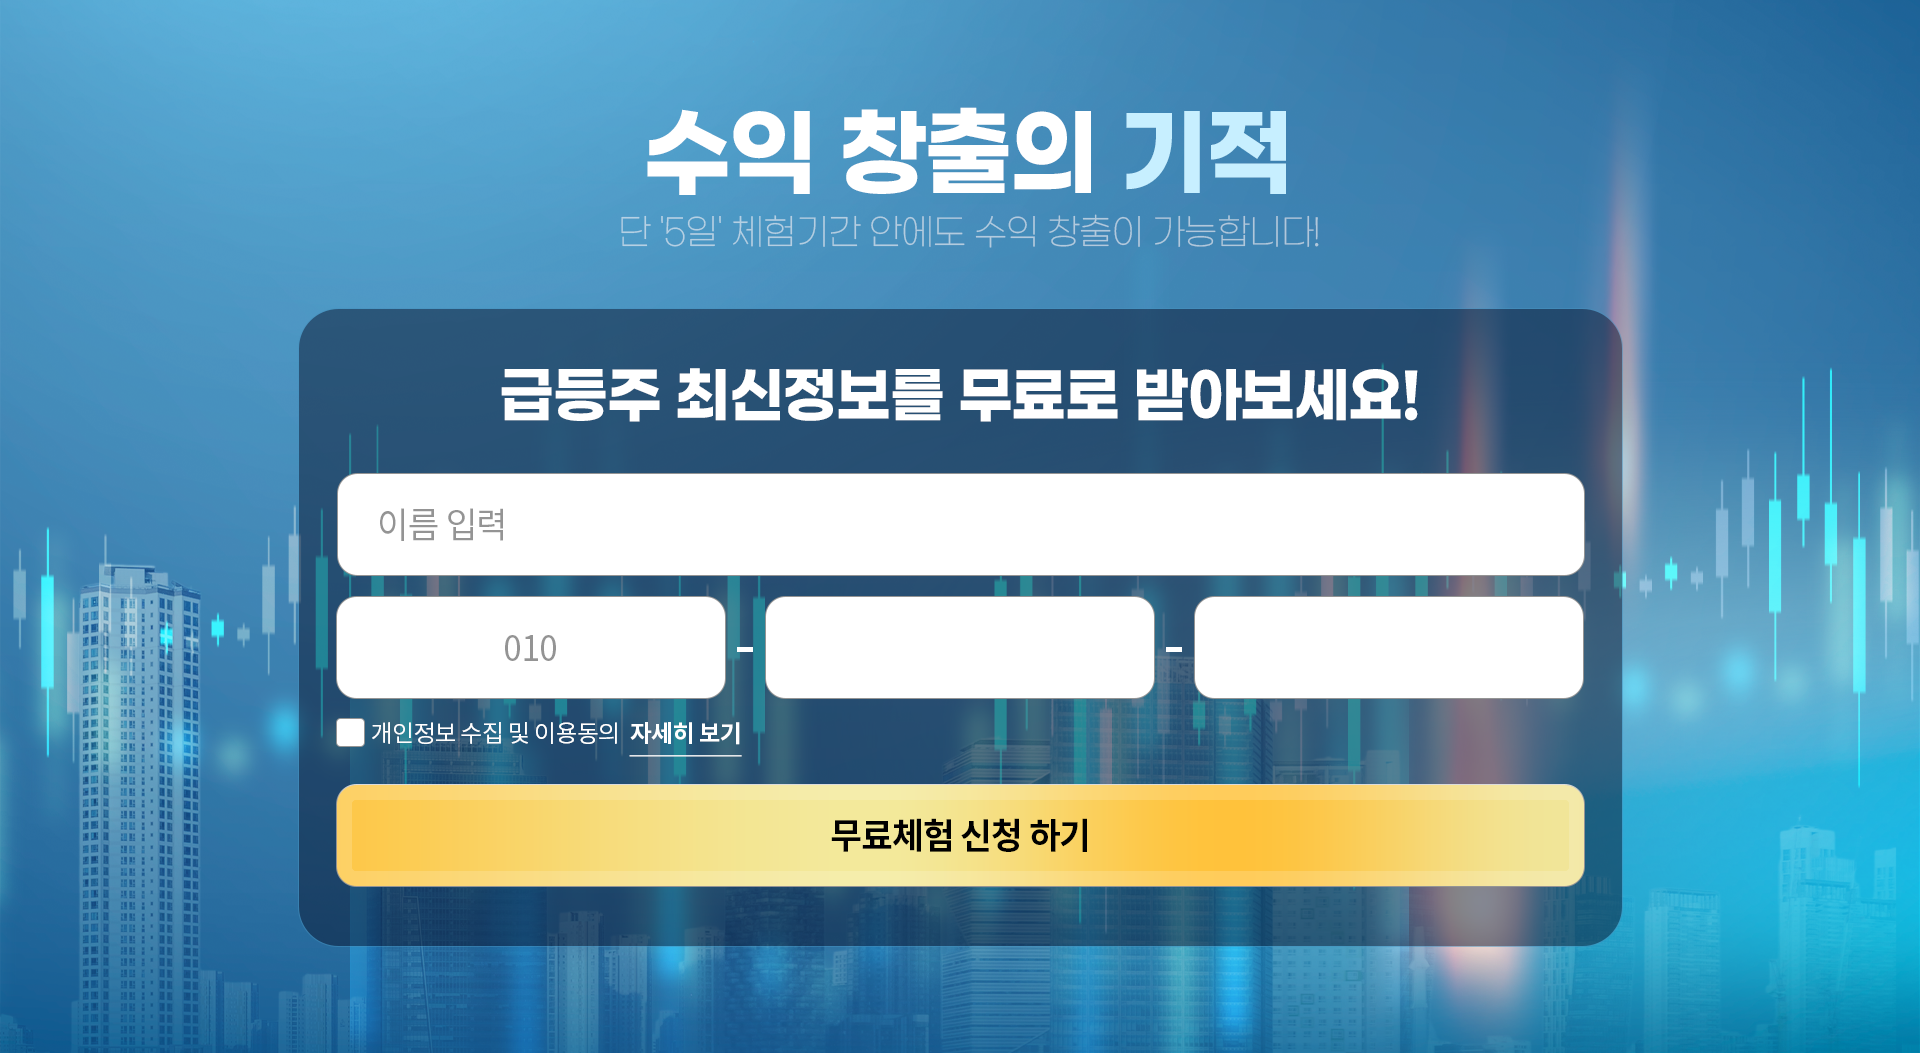 수익 창출의 기적
단 '5일' 체험기간 안에도 수익 창출이 가능합니다!
급등주 최신정보를 무료로 받아보세요!
이름 입력
010 - -
개인정보 수집 및 이용동의 자세히 보기
무료체험 신청 하기